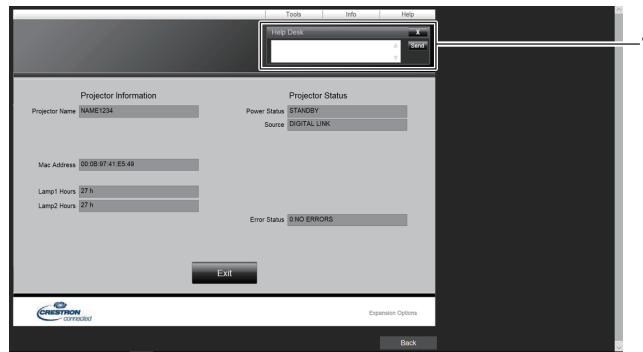 Tools Info Help
Help Desk X
Send
Projector Information Projector Status
Projector Name NAME1234 Power Status STANDBY
Source DIGITAL LINK
Mac Address 00:0B:97:41:E5:49
Lamp1 Hours 27 h
Lamp2 Hours 27 h
Error Status 0:NO ERRORS
Exit
CRESTRON
connected
Expansion Options
Back